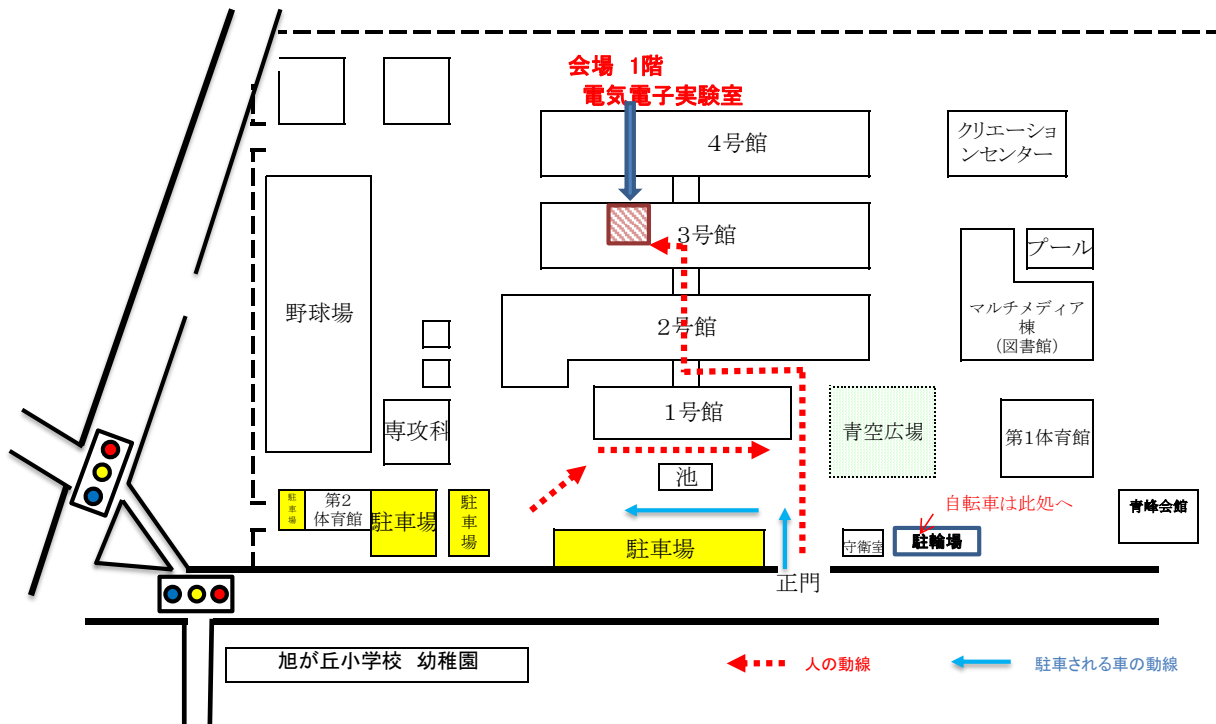 会場 1階
電気電子実験室
4号館
クリエーショ
ンセンター
3号館
プール
野球場
2号館
マルチメディア
棟
(図書館)
1号館
専攻科
青空広場
第1体育館
池
駐車場
第2
体育館
駐車場
駐車場
自転車は此処へ
青峰会館
駐車場
守衛室
駐輪場
正門
旭が丘小学校 幼稚園
人の動線
駐車される車の動線